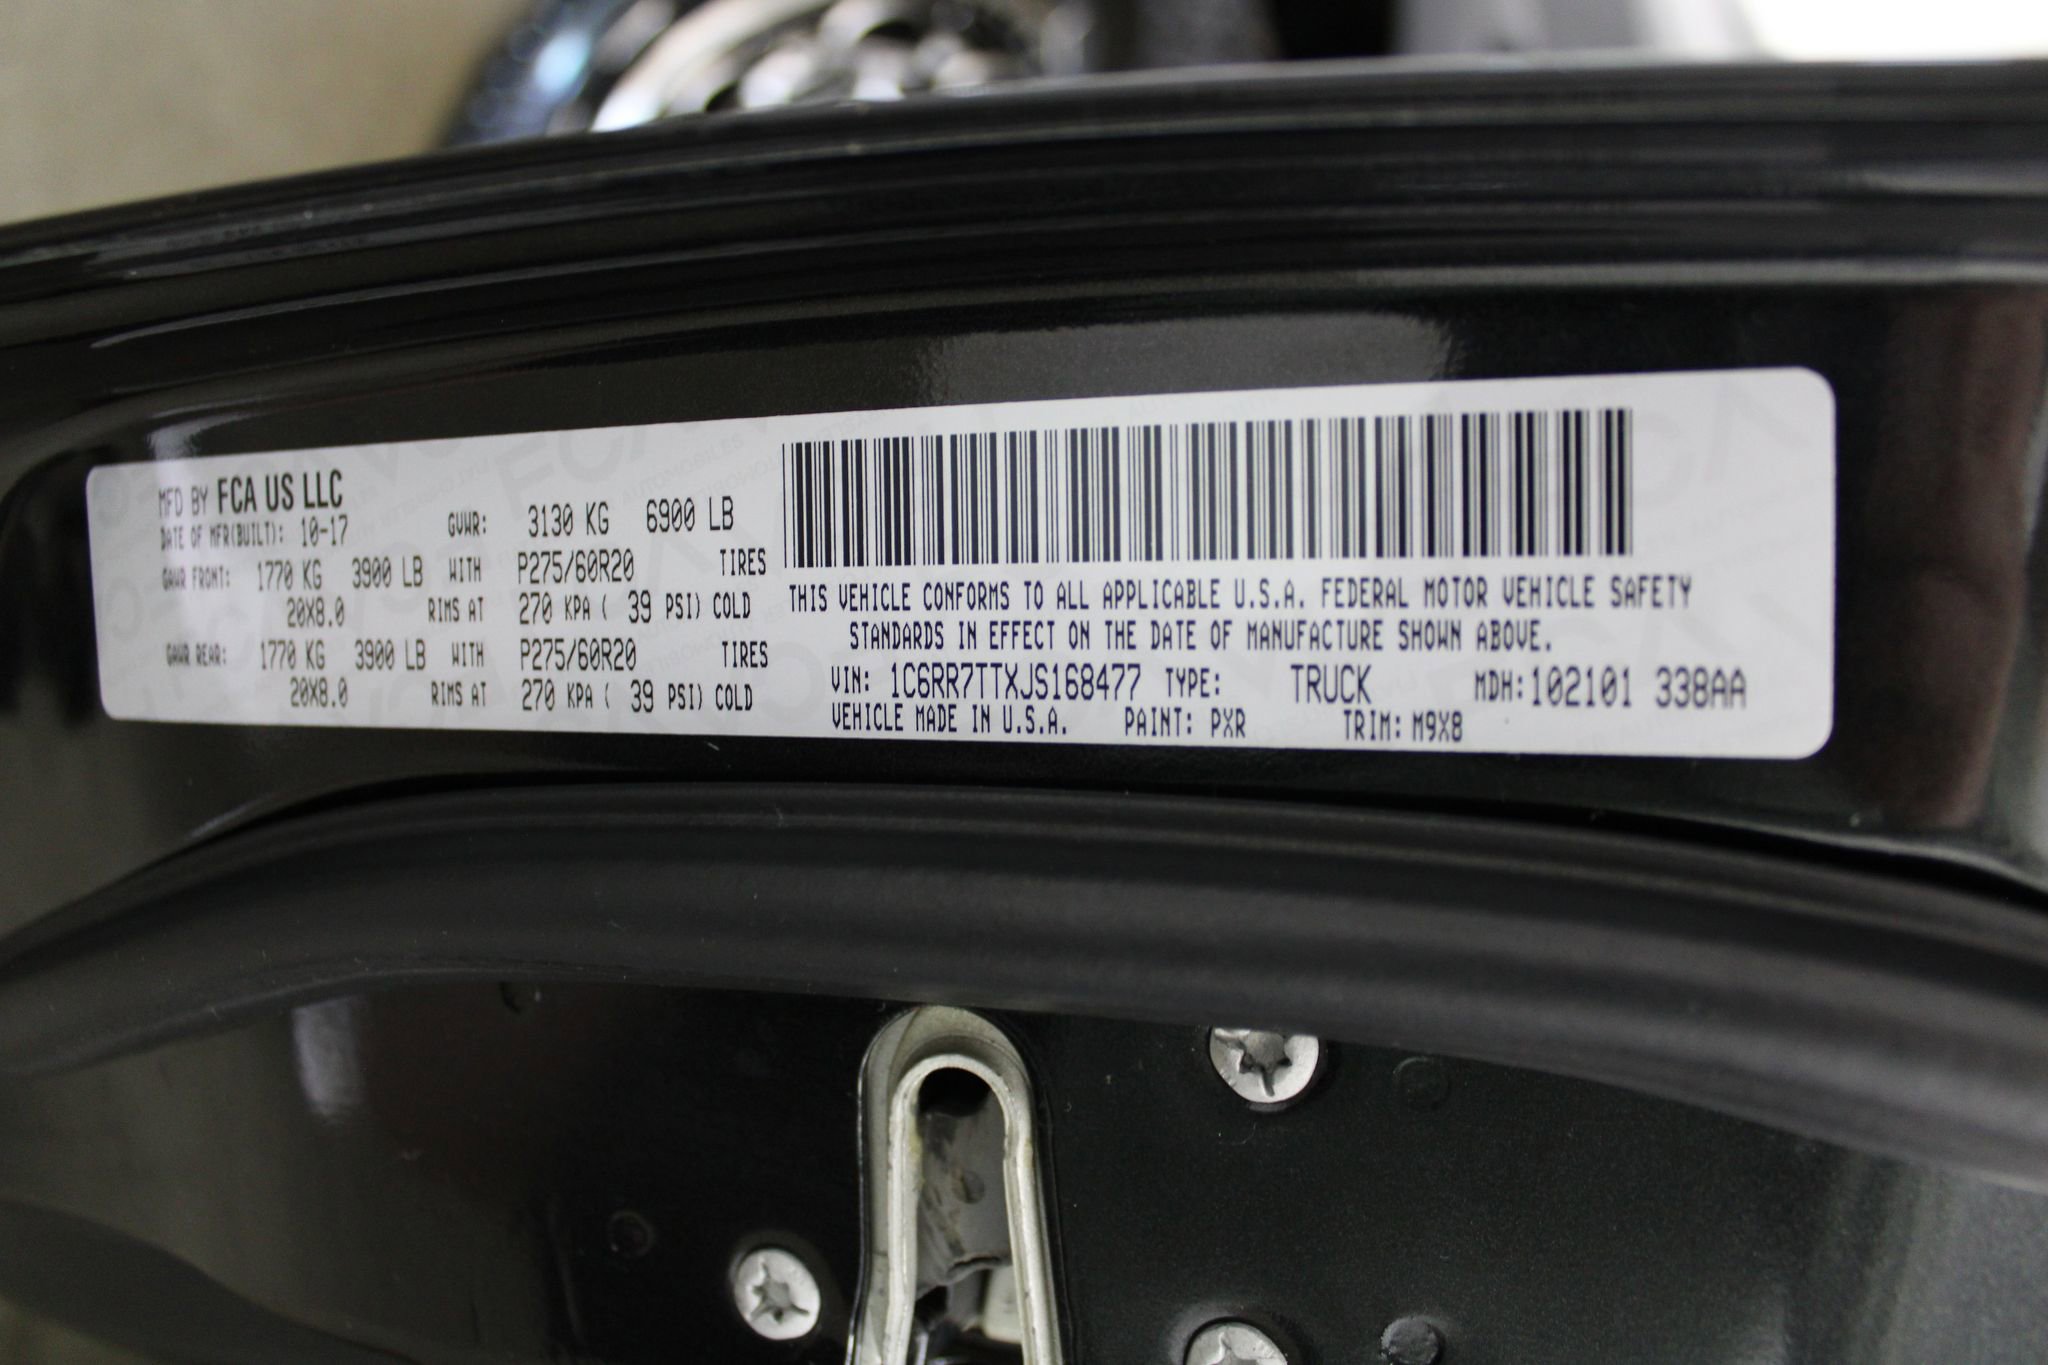 MFD BY FCA US LLC
DATE OF MFR(BUILT): 10-17 GVWR: 3130 KG 6900 LB
GAWR FRONT: 1770 KG 3900 LB WITH P275/60R20 TIRES
20X8.0 RIMS AT 270 KPA ( 39 PSI) COLD
GAWR REAR: 1770 KG 3900 LB WITH P275/60R20 TIRES
20X8.0 RIMS AT 270 KPA ( 39 PSI) COLD
THIS VEHICLE CONFORMS TO ALL APPLICABLE U.S.A. FEDERAL MOTOR VEHICLE SAFETY
STANDARDS IN EFFECT ON THE DATE OF MANUFACTURE SHOWN ABOVE.
VIN: 1C6RR7TTXJS168477 TYPE: TRUCK MDH:102101 338AA
VEHICLE MADE IN U.S.A. PAINT: PXR TRIM: M9X8